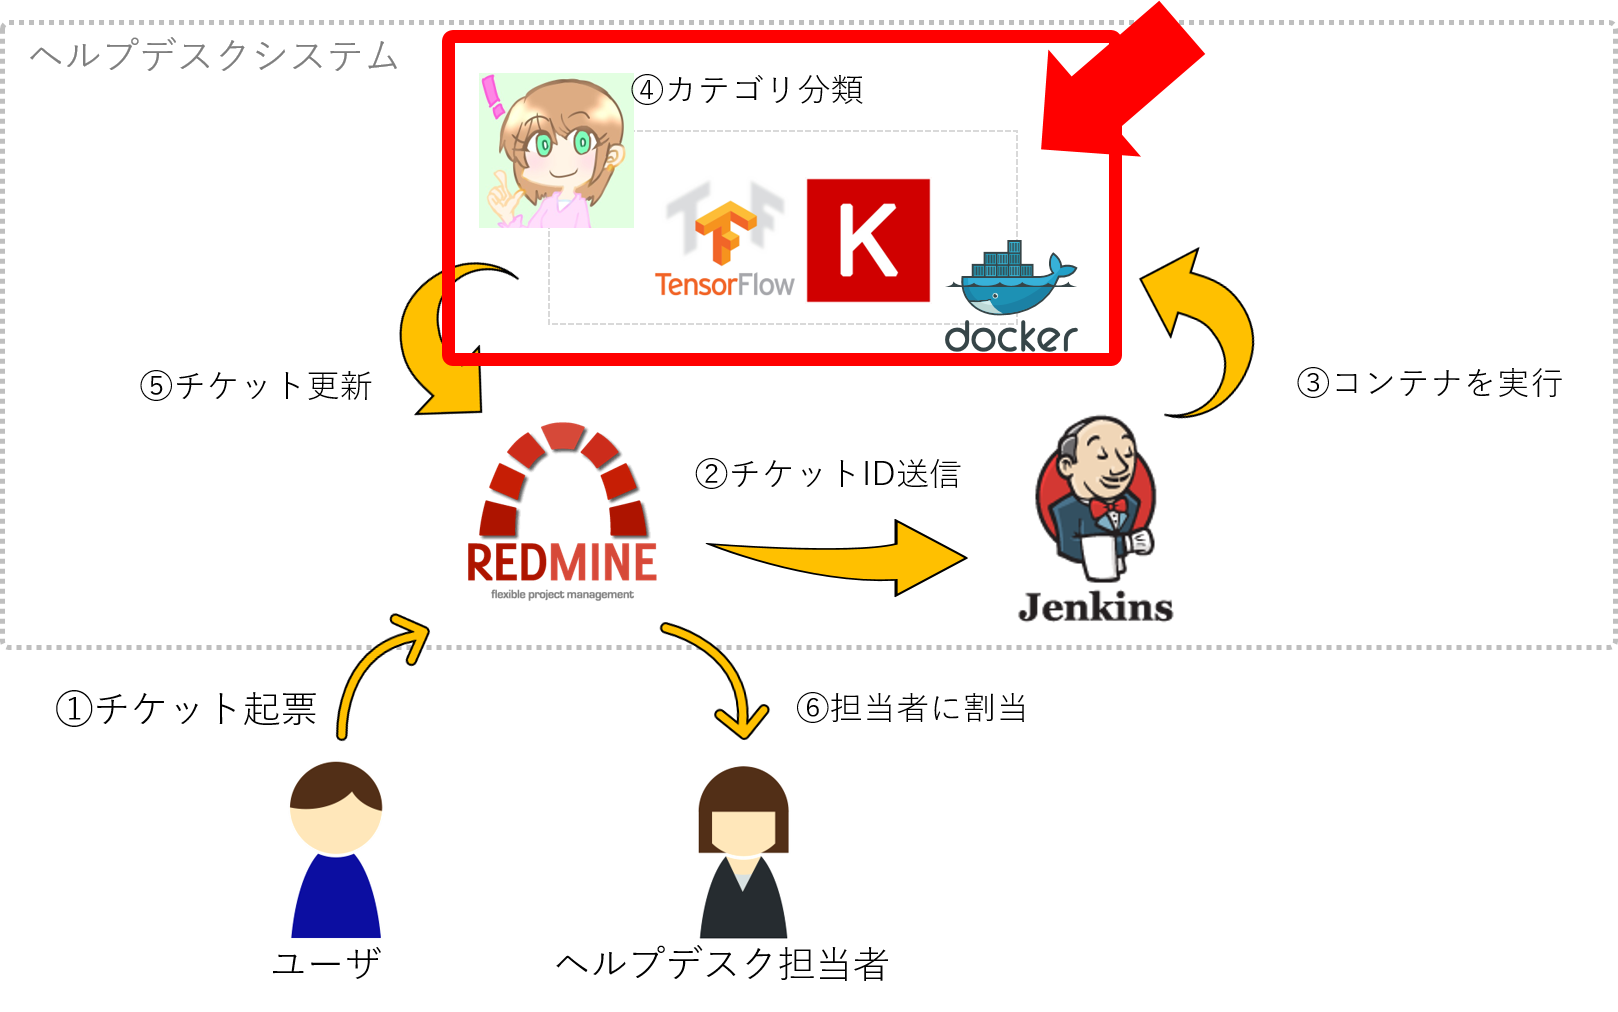 ヘルプデスクシステム
④カテゴリ分類
TensorFlow
K
docker
⑤チケット更新
③コンテナを実行
②チケットID送信
REDMINE
flexible project management
Jenkins
①チケット起票
⑥担当者に割当
ユーザ
ヘルプデスク担当者